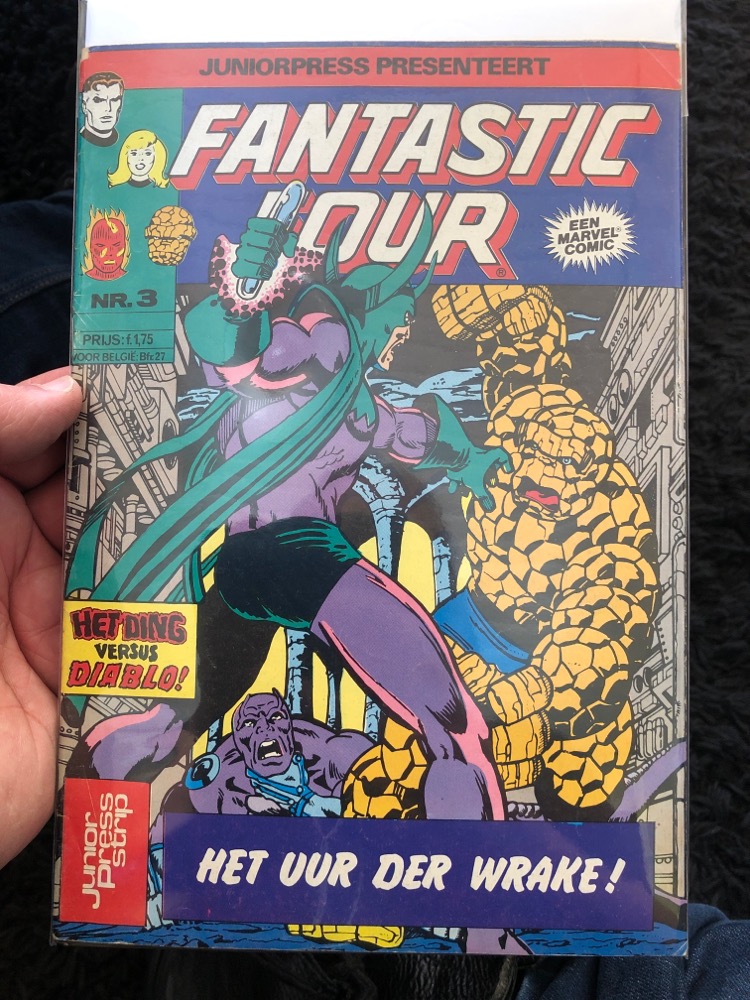 JUNIORPRESS PRESENTEERT
FANTASTIC
FOUR®
EEN
MARVEL®
COMIC
NR. 3
PRIJS: f.1,75
VOOR BELGIË: Bfr.27
HET DING
VERSUS
DIABLO!
junior
press
strip
HET UUR DER WRAKE!